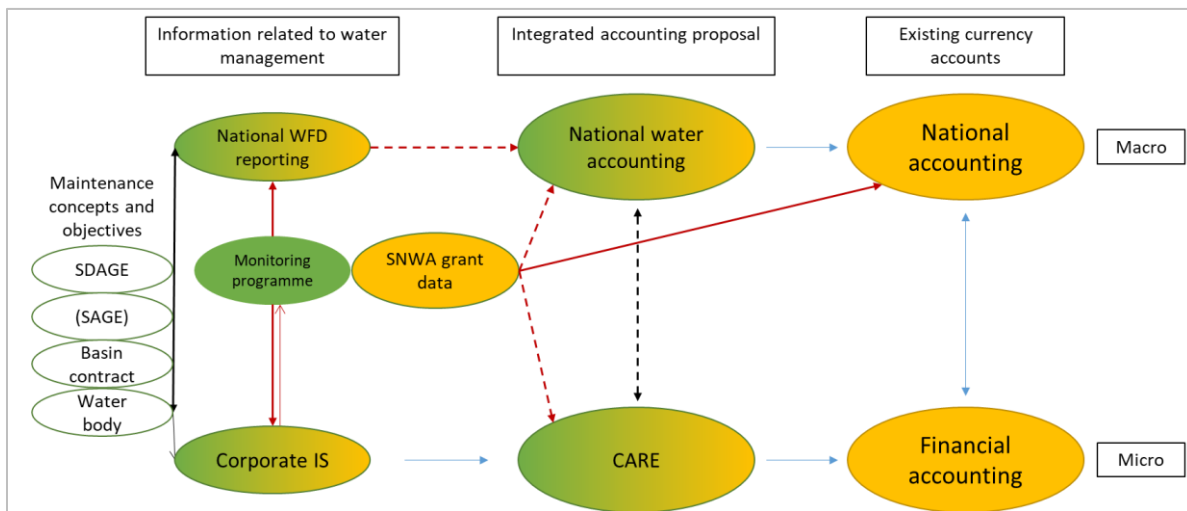 Information related to water
management
Integrated accounting proposal
Existing currency
accounts
National WFD
reporting
National water
accounting
National
accounting
Macro
Maintenance
concepts and
objectives
SDAGE
(SAGE)
Basin
contract
Water
body
Monitoring
programme
SNWA grant
data
Corporate IS
CARE
Financial
accounting
Micro